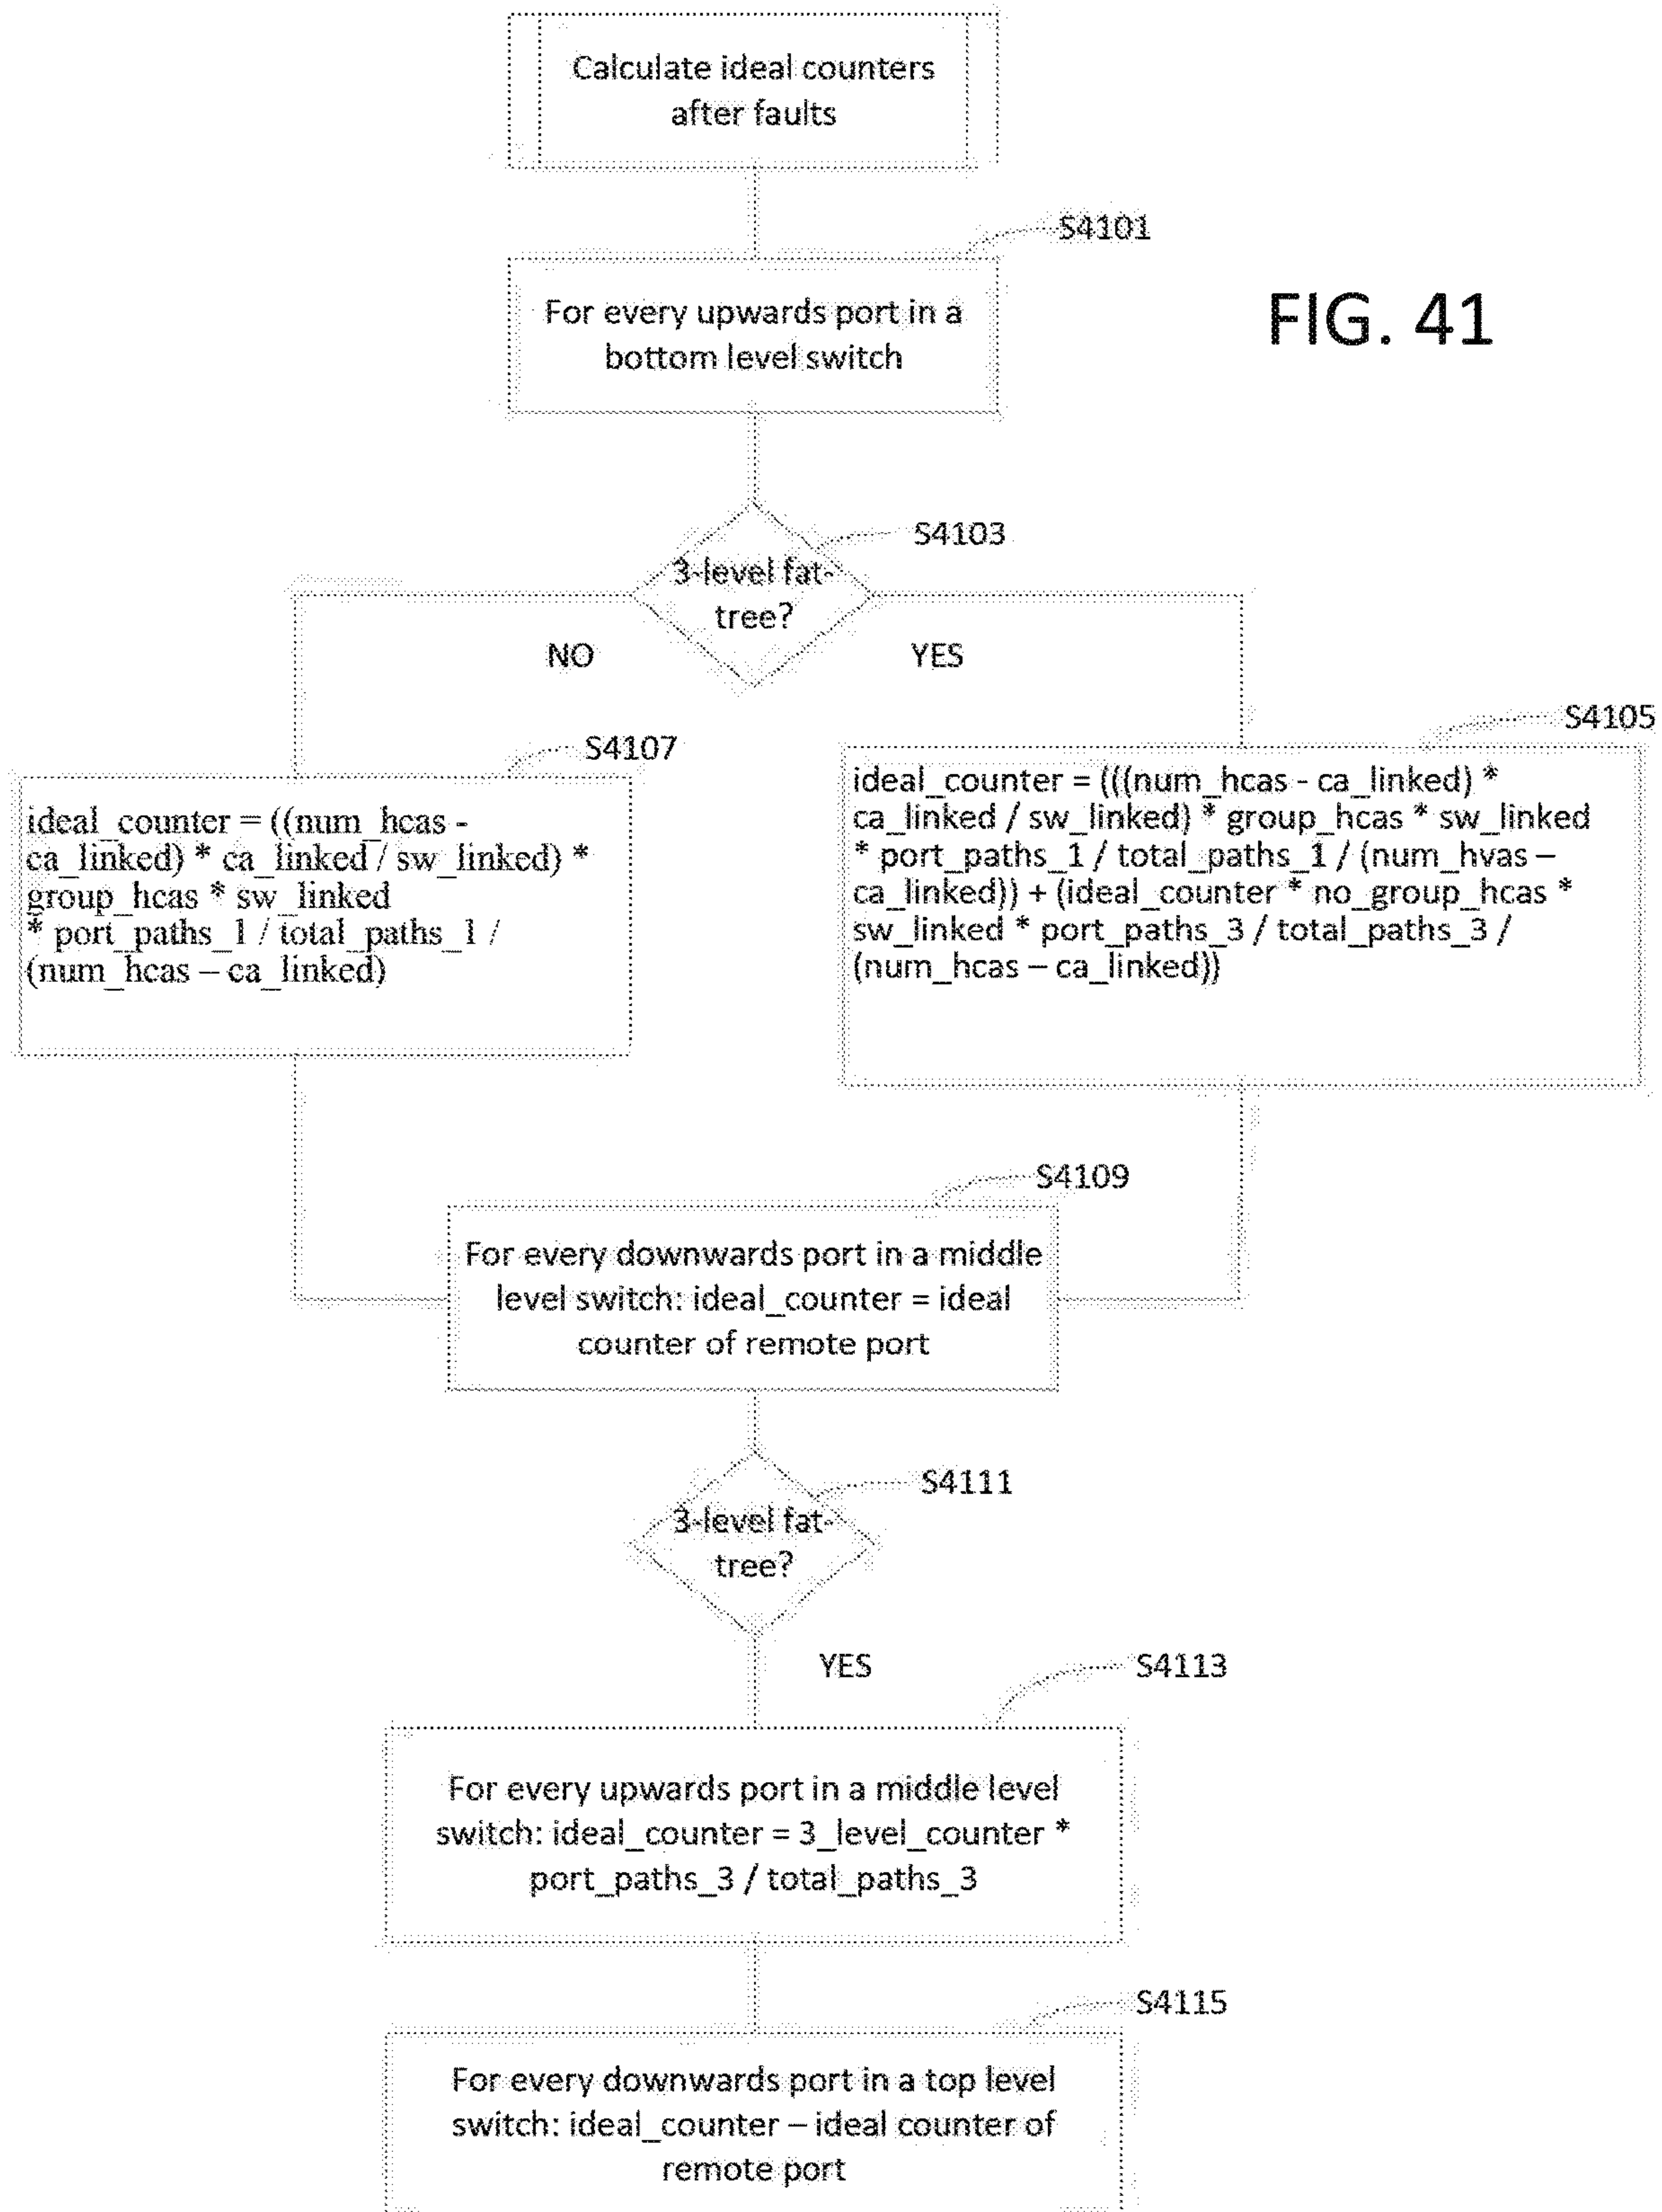 Calculate ideal counters
after faults
S4101
For every upwards port in a
bottom level switch
FIG. 41
S4103
3-level fat-
tree?
NO
YES
S4107
ideal_counter = ((num_hcas -
ca_linked) * ca_linked / sw_linked) *
group_hcas * sw_linked
* port_paths_1 / total_paths_1 /
(num_hcas – ca_linked)
S4105
ideal_counter = (((num_hcas - ca_linked) *
ca_linked / sw_linked) * group_hcas * sw_linked
* port_paths_1 / total_paths_1 / (num_hvas –
ca_linked)) + (ideal_counter * no_group_hcas *
sw_linked * port_paths_3 / total_paths_3 /
(num_hcas – ca_linked))
S4109
For every downwards port in a middle
level switch: ideal_counter = ideal
counter of remote port
S4111
3-level fat-
tree?
YES
S4113
For every upwards port in a middle level
switch: ideal_counter = 3_level_counter *
port_paths_3 / total_paths_3
S4115
For every downwards port in a top level
switch: ideal_counter – ideal counter of
remote port